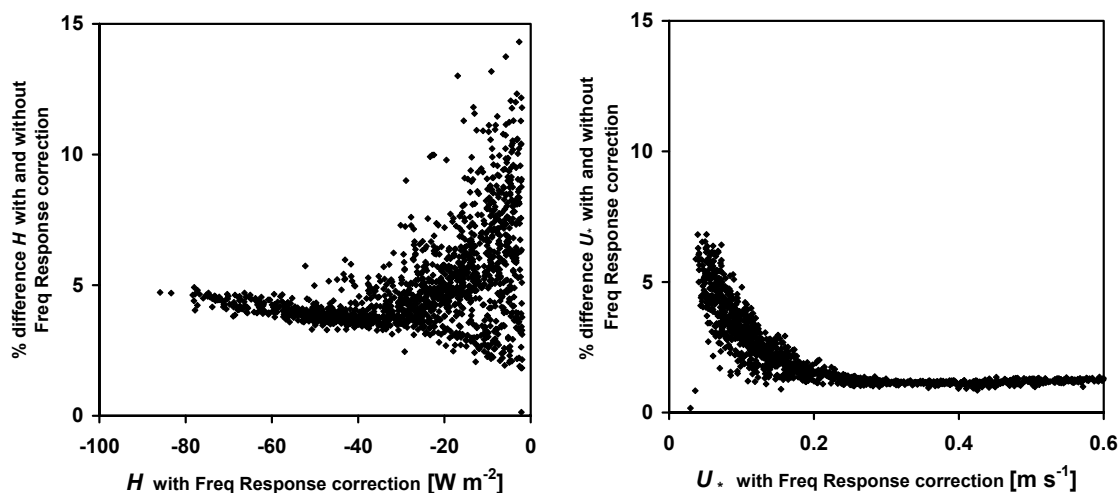 % difference H with and without
Freq Response correction
15
10
5
0
-100 -80 -60 -40 -20 0
H with Freq Response correction [W m⁻²]
% difference U* with and without
Freq Response correction
15
10
5
0
0 0.2 0.4 0.6
U* with Freq Response correction [m s⁻¹]